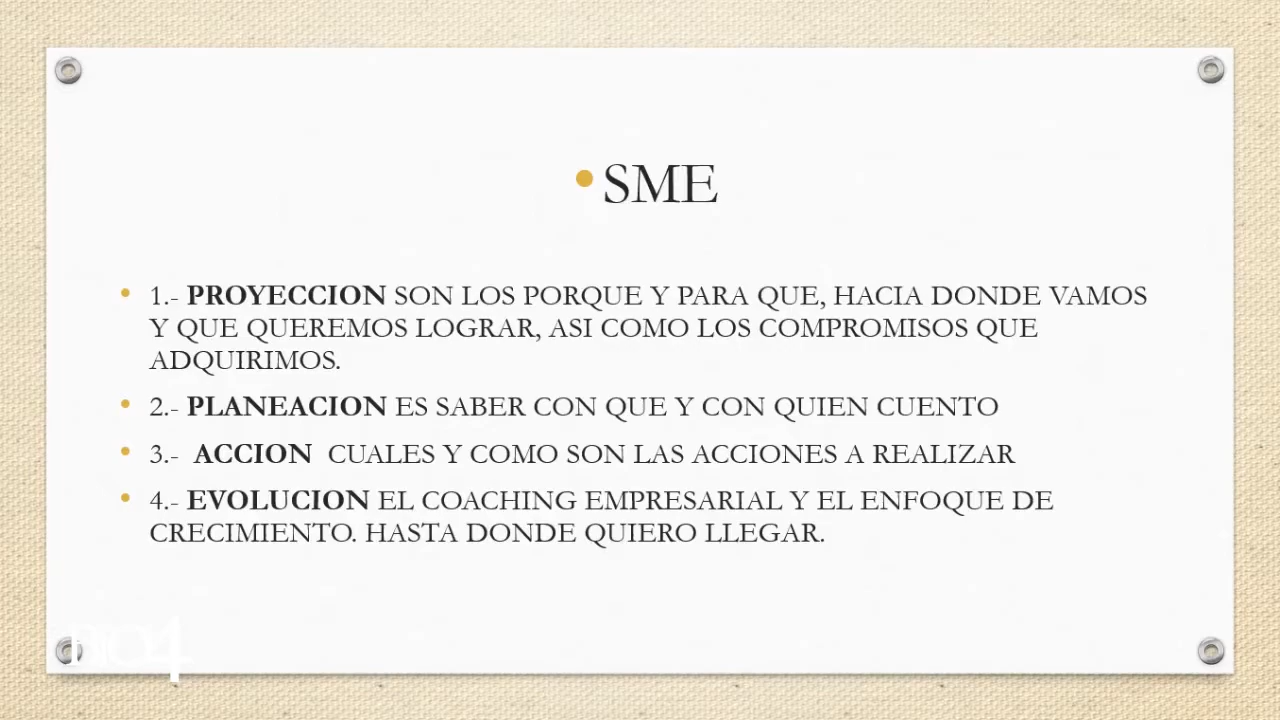 • SME
• 1.- PROYECCION SON LOS PORQUE Y PARA QUE, HACIA DONDE VAMOS
Y QUE QUEREMOS LOGRAR, ASI COMO LOS COMPROMISOS QUE
ADQUIRIMOS.
• 2.- PLANEACION ES SABER CON QUE Y CON QUIEN CUENTO
• 3.- ACCION CUALES Y COMO SON LAS ACCIONES A REALIZAR
• 4.- EVOLUCION EL COACHING EMPRESARIAL Y EL ENFOQUE DE
CRECIMIENTO. HASTA DONDE QUIERO LLEGAR.